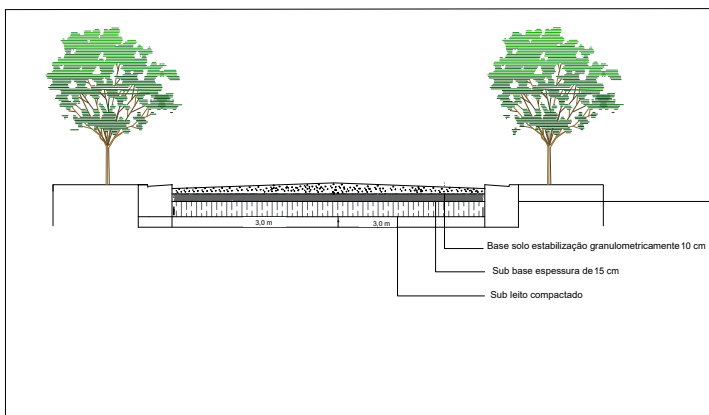 3,0 m 3,0 m
Base solo estabilização granulometricamente 10 cm
Sub base espessura de 15 cm
Sub leito compactado